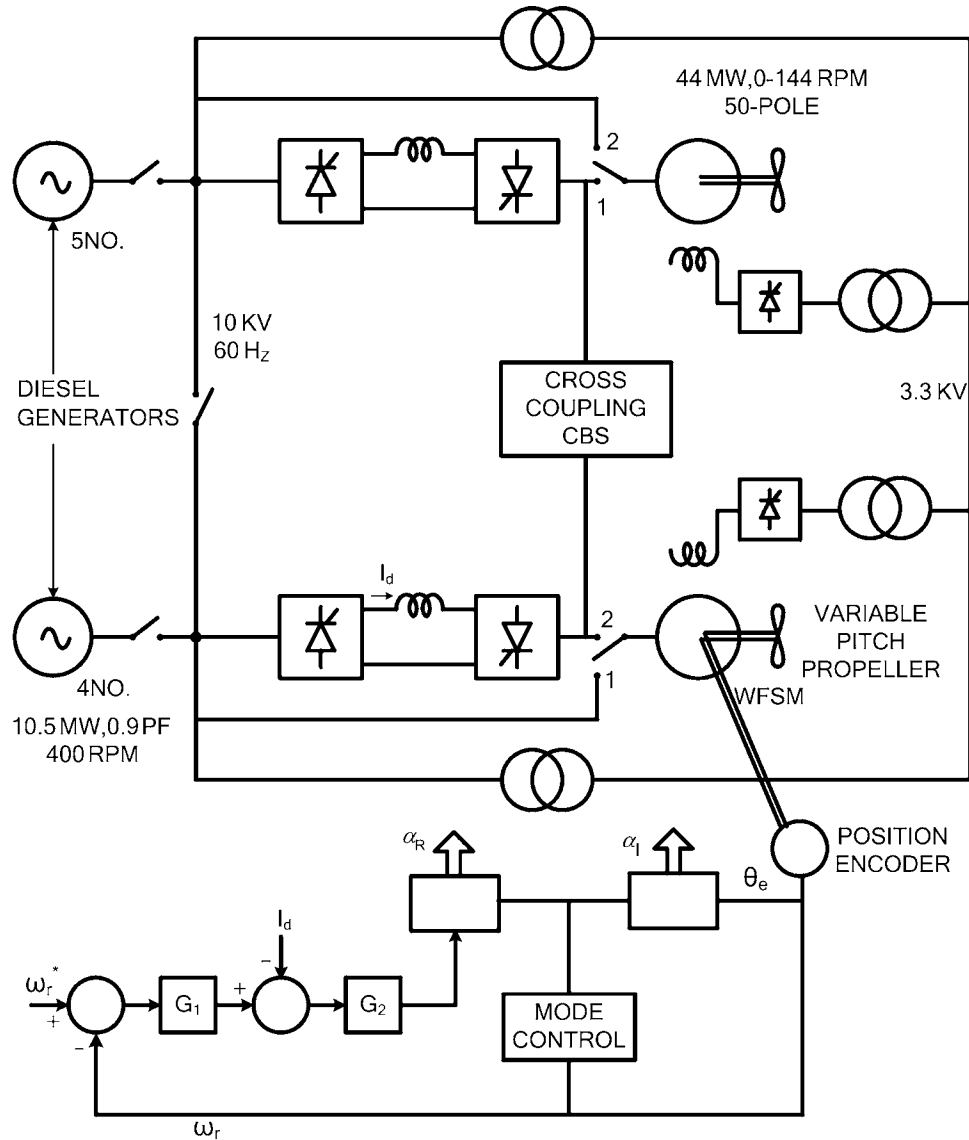 44 MW,0-144 RPM
50-POLE
2
1
5NO.
10 KV
60 Hz
DIESEL
GENERATORS
CROSS
COUPLING
CBS
3.3 KV
Id
2
1
VARIABLE
PITCH
PROPELLER
WFSM
4NO.
10.5 MW,0.9 PF
400 RPM
POSITION
ENCODER
αR
αI
θe
Id
-
ωr*
+
-
G1
+
G2
MODE
CONTROL
ωr